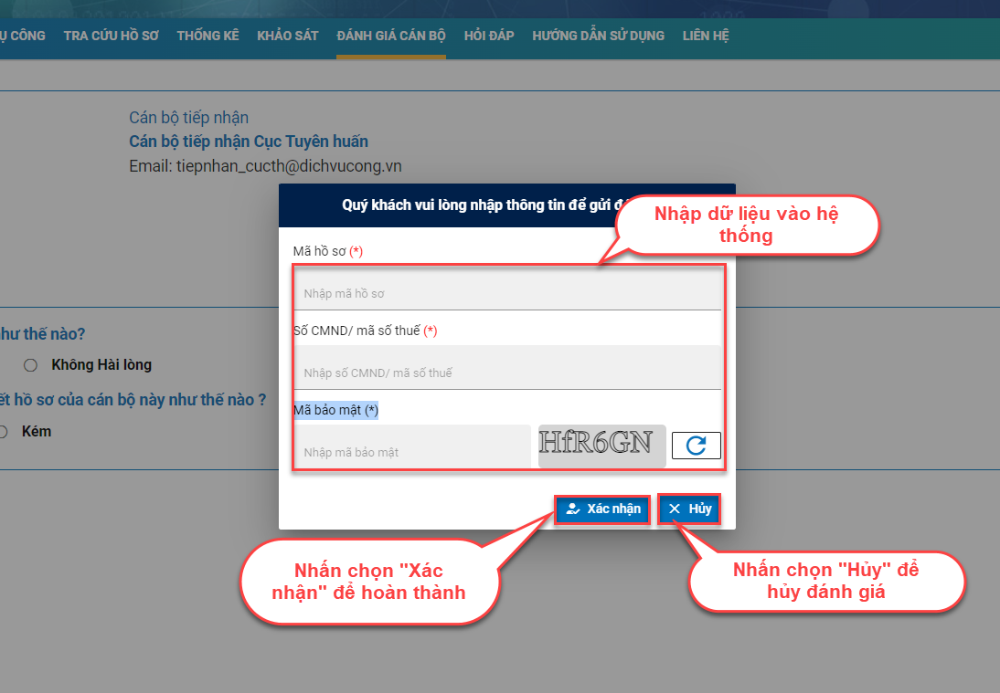 Ụ CÔNG TRA CỨU HỒ SƠ THỐNG KÊ KHẢO SÁT ĐÁNH GIÁ CÁN BỘ HỎI ĐÁP HƯỚNG DẪN SỬ DỤNG LIÊN HỆ
Cán bộ tiếp nhận
Cán bộ tiếp nhận Cục Tuyên huấn
Email: tiepnhan_cucth@dichvucong.vn
Quý khách vui lòng nhập thông tin để gửi
Nhập dữ liệu vào hệ
thống
Mã hồ sơ (*)
Nhập mã hồ sơ
Số CMND/ mã số thuế (*)
Nhập số CMND/ mã số thuế
Mã bảo mật (*)
Nhập mã bảo mật
HfR6GN
như thế nào?
Không Hài lòng
ết hồ sơ của cán bộ này như thế nào ?
Kém
Xác nhận
Hủy
Nhấn chọn "Xác
nhận" để hoàn thành
Nhấn chọn "Hủy" để
hủy đánh giá